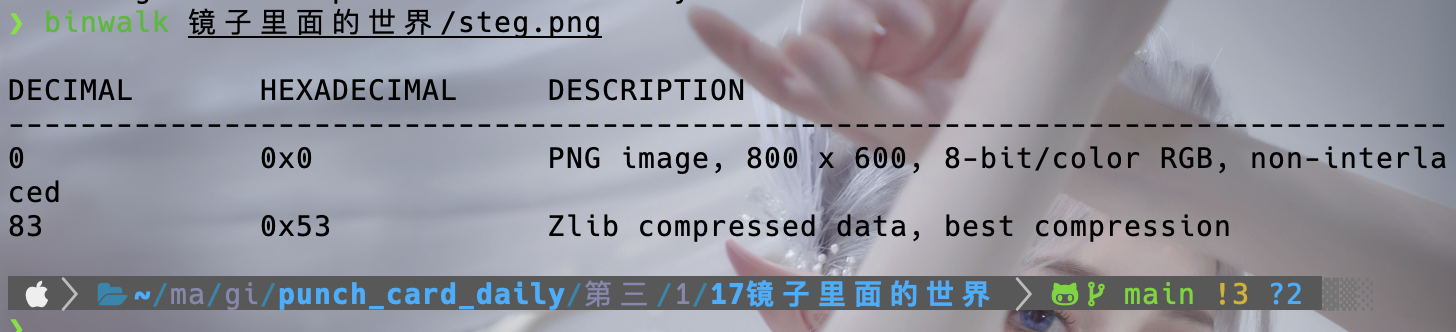 ❯ binwalk 镜子里面的世界/steg.png
DECIMAL HEXADECIMAL DESCRIPTION
--------------------------------------------------------------------------------
0 0x0 PNG image, 800 x 600, 8-bit/color RGB, non-interla
ced
83 0x53 Zlib compressed data, best compression
~/ma/gi/punch_card_daily/第三/1/17镜子里面的世界 main !3 ?2
❯